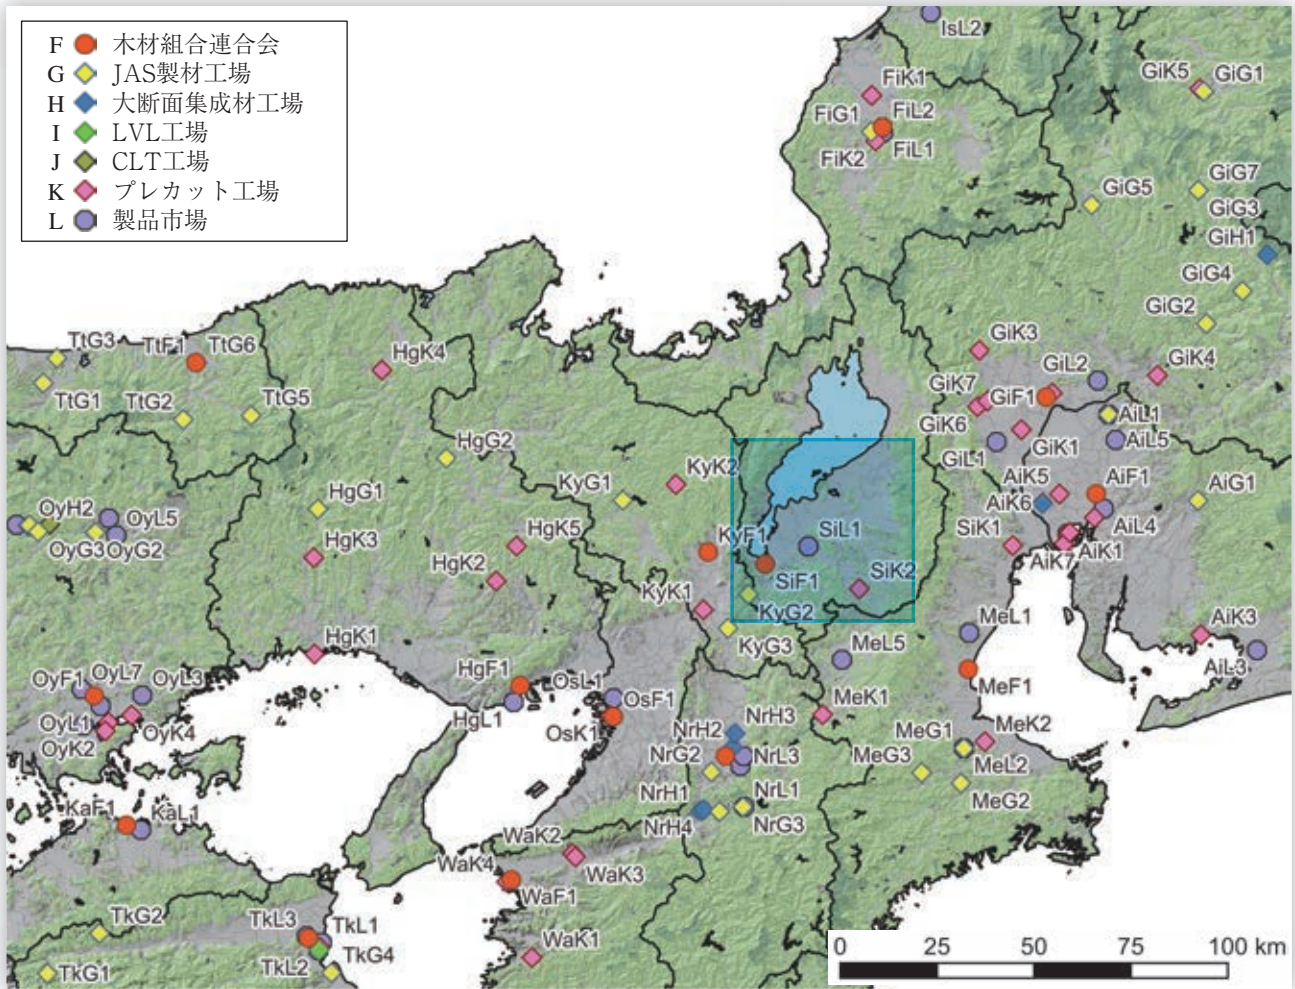 F 木材組合連合会
G JAS製材工場
H 大断面集成材工場
I LVL工場
J CLT工場
K プレカット工場
L 製品市場
IsL2
FiK1
GiK5
GiG1
FiG1
FiL2
FiK2
FiL1
GiG5
GiG7
GiG3
GiH1
GiG4
GiG2
TtG3
TtF1
TtG6
HgK4
GiK3
GiL2
GiK4
TtG1
TtG2
TtG5
GiK7
GiF1
GiK6
AiL1
HgG2
GiL1
GiK1
AiL5
KyG1
KyK2
AiK5
AiF1
AiG1
OyH2
OyL5
HgG1
AiK6
OyG3
OyG2
HgK3
HgK5
KyF1
SiL1
SiK1
AiL4
AiK7
AiK1
HgK2
SiF1
SiK2
KyK1
KyG2
AiK3
HgK1
KyG3
MeL5
MeL1
AiL3
OyF1
OyL7
OyL3
HgF1
OsL1
OsF1
MeF1
OyL1
OyK4
HgL1
OsK1
MeK1
OyK2
NrH2
NrH3
MeG1
MeK2
NrG2
NrL3
MeG3
MeL2
NrH1
NrL1
MeG2
KaF1
KaL1
NrH4
NrG3
WaK2
WaK4
WaK3
WaF1
TkG2
TkL3
TkL1
WaK1
TkG1
TkL2
TkG4
0 25 50 75 100 km